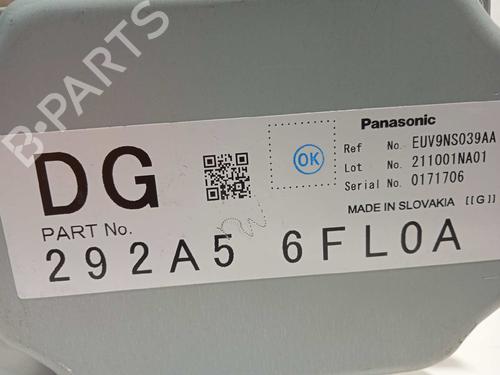 DG
PART No.
292A5 6FL0A
OK
Panasonic
Ref No. EUV9NS039AA
Lot No. 211001NA01
Serial No. 0171706
MADE IN SLOVAKIA [[G]]
B-PARTS